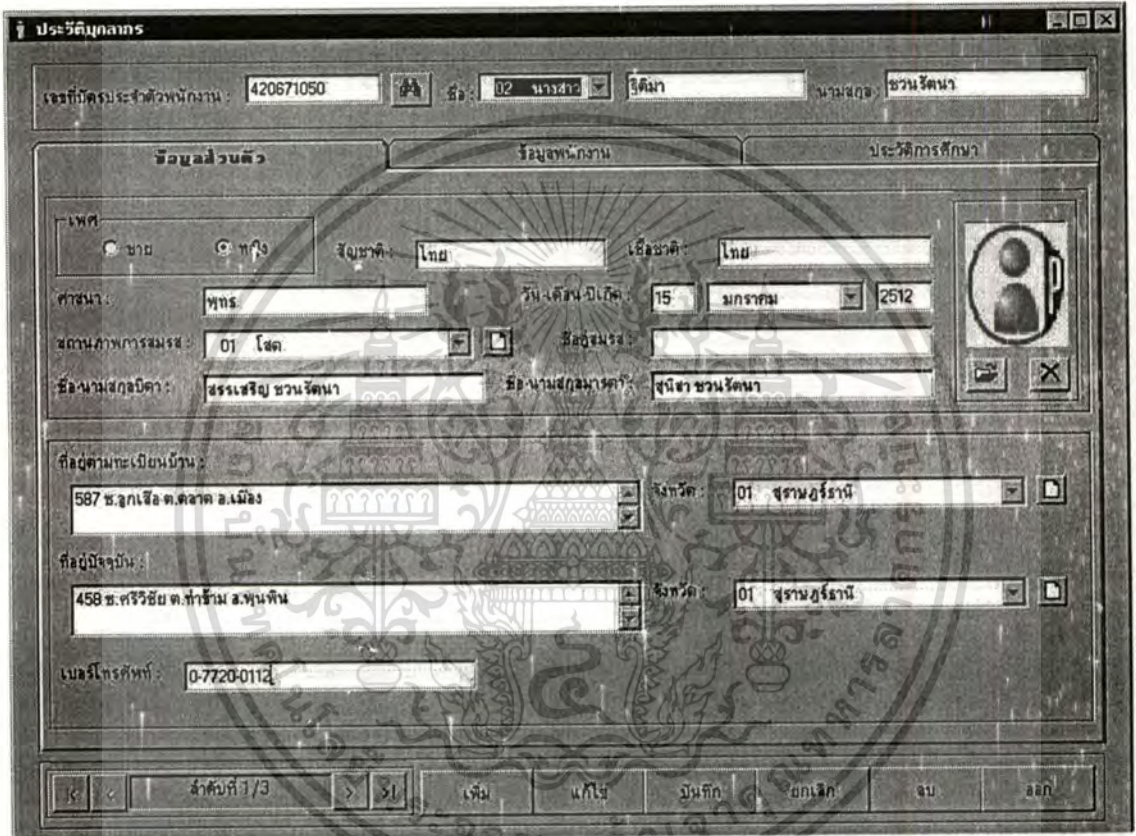 ประวัติบุคลากร
เลขที่บัตรประจำตัวพนักงาน : 420671050 ชื่อ : 02 นางสาว ฐิติมา นามสกุล : ชวนรัตนา
ข้อมูลส่วนตัว ข้อมูลพนักงาน ประวัติการศึกษา
เพศ
ชาย หญิง สัญชาติ : ไทย เชื้อชาติ : ไทย
ศาสนา : พุทธ วัน-เดือน-ปีเกิด : 15 มกราคม 2512
สถานภาพการสมรส : 01 โสด ชื่อคู่สมรส :
ชื่อ-นามสกุลบิดา : สรรเสริญ ชวนรัตนา ชื่อ-นามสกุลมารดา : สุนิสา ชวนรัตนา
ที่อยู่ตามทะเบียนบ้าน :
587 ซ.ลูกเสือ ต.ตลาด อ.เมือง จังหวัด : 01 สุราษฎร์ธานี
ที่อยู่ปัจจุบัน :
458 ซ.ศรีวิชัย ต.ท่าข้าม อ.พุนพิน จังหวัด : 01 สุราษฎร์ธานี
เบอร์โทรศัพท์ : 0-7720-0112
ลำดับที่ 1/3 เพิ่ม แก้ไข บันทึก ยกเลิก ลบ ออก